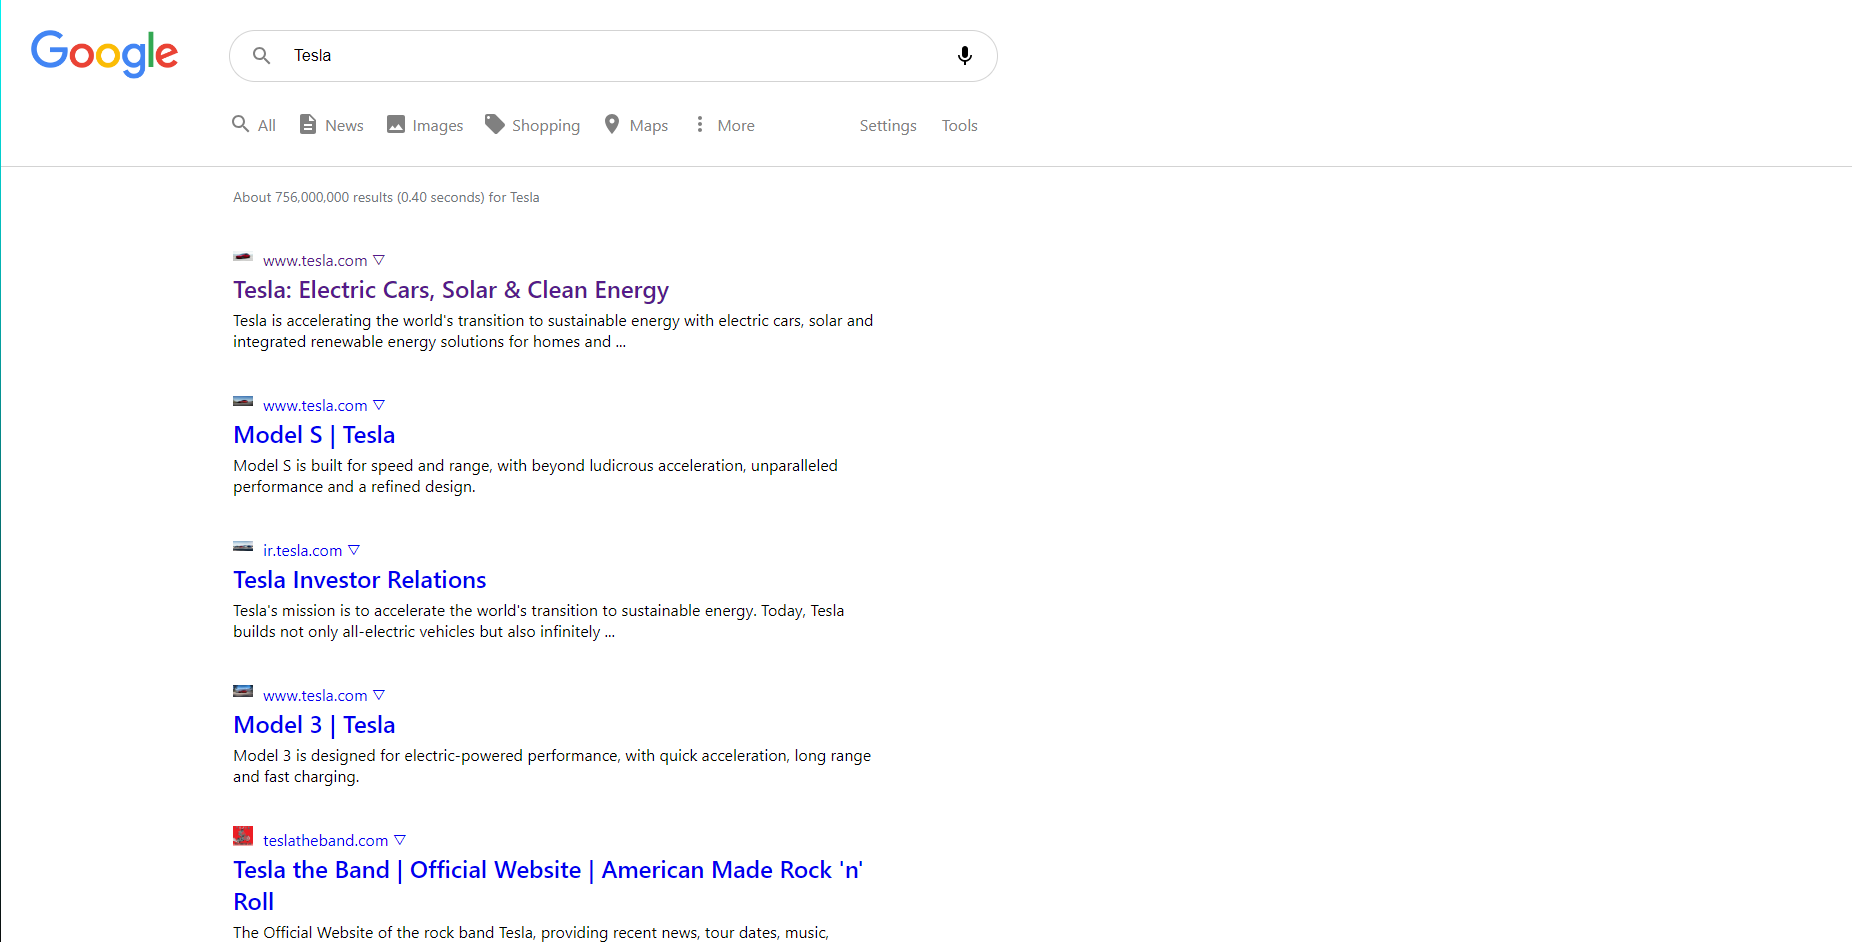 Google
Tesla
All News Images Shopping Maps More Settings Tools
About 756,000,000 results (0.40 seconds) for Tesla
www.tesla.com ▽
Tesla: Electric Cars, Solar & Clean Energy
Tesla is accelerating the world's transition to sustainable energy with electric cars, solar and
integrated renewable energy solutions for homes and ...
www.tesla.com ▽
Model S | Tesla
Model S is built for speed and range, with beyond ludicrous acceleration, unparalleled
performance and a refined design.
ir.tesla.com ▽
Tesla Investor Relations
Tesla's mission is to accelerate the world's transition to sustainable energy. Today, Tesla
builds not only all-electric vehicles but also infinitely ...
www.tesla.com ▽
Model 3 | Tesla
Model 3 is designed for electric-powered performance, with quick acceleration, long range
and fast charging.
teslatheband.com ▽
Tesla the Band | Official Website | American Made Rock 'n'
Roll
The Official Website of the rock band Tesla, providing recent news, tour dates, music,